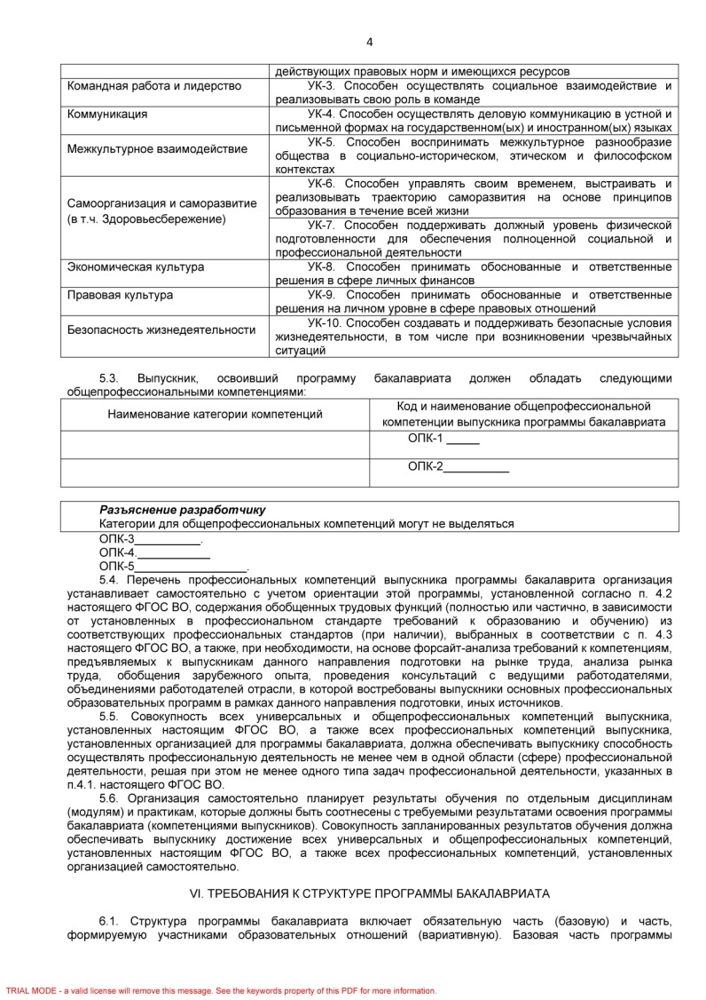 4
действующих правовых норм и имеющихся ресурсов
Командная работа и лидерство
УК-3. Способен осуществлять социальное взаимодействие и
реализовывать свою роль в команде
Коммуникация
УК-4. Способен осуществлять деловую коммуникацию в устной и
письменной формах на государственном(ых) и иностранном(ых) языках
Межкультурное взаимодействие
УК-5. Способен воспринимать межкультурное разнообразие
общества в социально-историческом, этическом и философском
контекстах
Самоорганизация и саморазвитие
(в т.ч. Здоровьесбережение)
УК-6. Способен управлять своим временем, выстраивать и
реализовывать траекторию саморазвития на основе принципов
образования в течение всей жизни
УК-7. Способен поддерживать должный уровень физической
подготовленности для обеспечения полноценной социальной и
профессиональной деятельности
Экономическая культура
УК-8. Способен принимать обоснованные и ответственные
решения в сфере личных финансов
Правовая культура
УК-9. Способен принимать обоснованные и ответственные
решения на личном уровне в сфере правовых отношений
Безопасность жизнедеятельности
УК-10. Способен создавать и поддерживать безопасные условия
жизнедеятельности, в том числе при возникновении чрезвычайных
ситуаций
5.3. Выпускник, освоивший программу бакалавриата должен обладать следующими
общепрофессиональными компетенциями:
Наименование категории компетенций
Код и наименование общепрофессиональной
компетенции выпускника программы бакалавриата
ОПК-1 _____
ОПК-2__________
Разъяснение разработчику
Категории для общепрофессиональных компетенций могут не выделяться
ОПК-3__________.
ОПК-4.___________
ОПК-5_________________.
5.4. Перечень профессиональных компетенций выпускника программы бакалаврита организация
устанавливает самостоятельно с учетом ориентации этой программы, установленной согласно п. 4.2
настоящего ФГОС ВО, содержания обобщенных трудовых функций (полностью или частично, в зависимости
от установленных в профессиональном стандарте требований к образованию и обучению) из
соответствующих профессиональных стандартов (при наличии), выбранных в соответствии с п. 4.3
настоящего ФГОС ВО, а также, при необходимости, на основе форсайт-анализа требований к компетенциям,
предъявляемых к выпускникам данного направления подготовки на рынке труда, анализа рынка
труда, обобщения зарубежного опыта, проведения консультаций с ведущими работодателями,
объединениями работодателей отрасли, в которой востребованы выпускники основных профессиональных
образовательных программ в рамках данного направления подготовки, иных источников.
5.5. Совокупность всех универсальных и общепрофессиональных компетенций выпускника,
установленных настоящим ФГОС ВО, а также всех профессиональных компетенций выпускника,
установленных организацией для программы бакалавриата, должна обеспечивать выпускнику способность
осуществлять профессиональную деятельность не менее чем в одной области (сфере) профессиональной
деятельности, решая при этом не менее одного типа задач профессиональной деятельности, указанных в
п.4.1. настоящего ФГОС ВО.
5.6. Организация самостоятельно планирует результаты обучения по отдельным дисциплинам
(модулям) и практикам, которые должны быть соотнесены с требуемыми результатами освоения программы
бакалавриата (компетенциями выпускников). Совокупность запланированных результатов обучения должна
обеспечивать выпускнику достижение всех универсальных и общепрофессиональных компетенций,
установленных настоящим ФГОС ВО, а также всех профессиональных компетенций, установленных
организацией самостоятельно.
VI. ТРЕБОВАНИЯ К СТРУКТУРЕ ПРОГРАММЫ БАКАЛАВРИАТА
6.1. Структура программы бакалавриата включает обязательную часть (базовую) и часть,
формируемую участниками образовательных отношений (вариативную). Базовая часть программы
TRIAL MODE - a valid license will remove this message. See the keywords property of this PDF for more information.